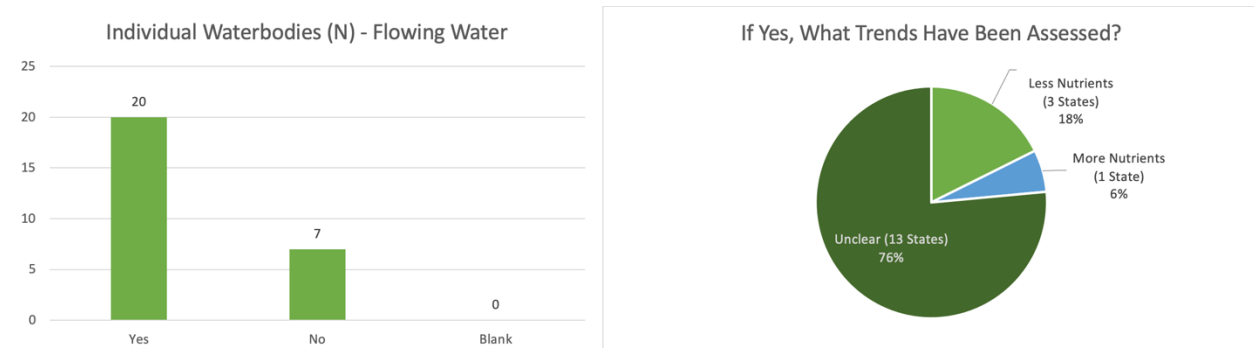 Individual Waterbodies (N) - Flowing Water
25
20
15
10
5
0
20
7
0
Yes
No
Blank
If Yes, What Trends Have Been Assessed?
Less Nutrients
(3 States)
18%
More Nutrients
(1 State)
6%
Unclear (13 States)
76%